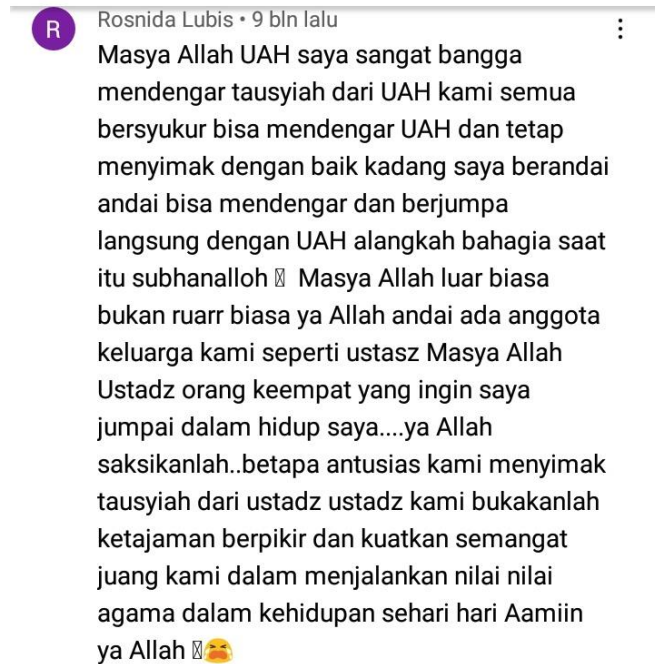 R
Rosnida Lubis • 9 bln lalu
Masya Allah UAH saya sangat bangga
mendengar tausyiah dari UAH kami semua
bersyukur bisa mendengar UAH dan tetap
menyimak dengan baik kadang saya berandai
andai bisa mendengar dan berjumpa
langsung dengan UAH alangkah bahagia saat
itu subhanalloh Masya Allah luar biasa
bukan ruarr biasa ya Allah andai ada anggota
keluarga kami seperti ustasz Masya Allah
Ustadz orang keempat yang ingin saya
jumpai dalam hidup saya....ya Allah
saksikanlah..betapa antusias kami menyimak
tausyiah dari ustadz ustadz kami bukakanlah
ketajaman berpikir dan kuatkan semangat
juang kami dalam menjalankan nilai nilai
agama dalam kehidupan sehari hari Aamiin
ya Allah 😭